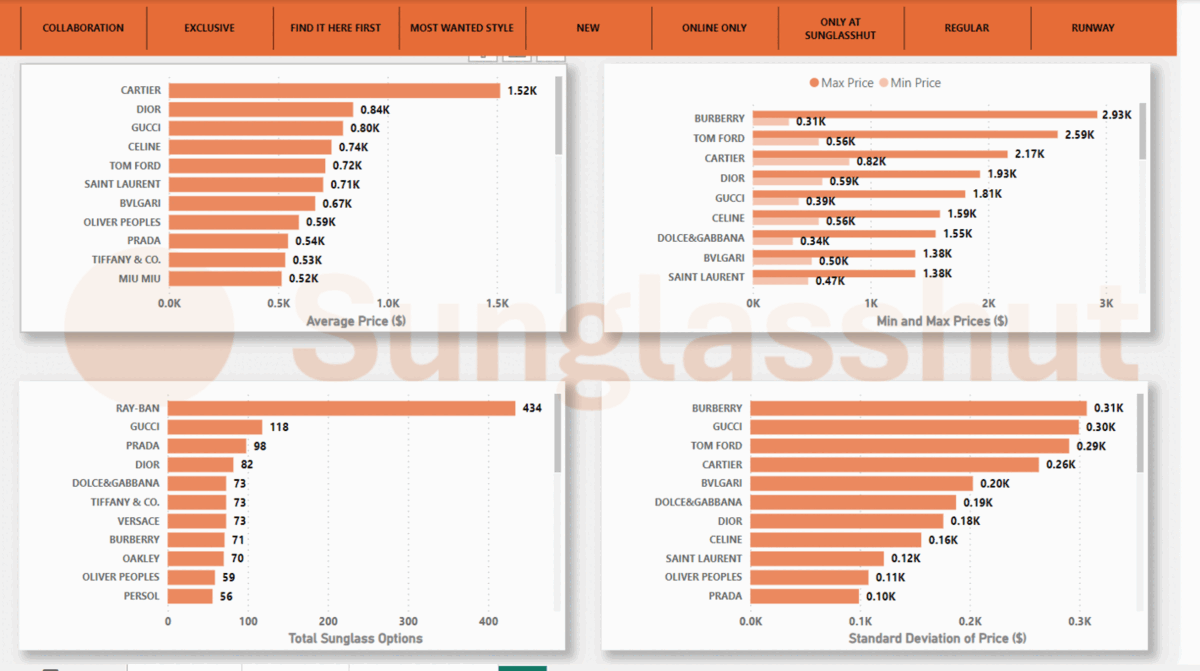 COLLABORATION
EXCLUSIVE
FIND IT HERE FIRST
MOST WANTED STYLE
NEW
ONLINE ONLY
ONLY AT
SUNGLASSHUT
REGULAR
RUNWAY
CARTIER 1.52K
DIOR 0.84K
GUCCI 0.80K
CELINE 0.74K
TOM FORD 0.72K
SAINT LAURENT 0.71K
BVLGARI 0.67K
OLIVER PEOPLES 0.59K
PRADA 0.54K
TIFFANY & CO. 0.53K
MIU MIU 0.52K
0.0K 0.5K 1.0K 1.5K
Average Price ($)
Max Price Min Price
BURBERRY 2.93K 0.31K
TOM FORD 2.59K 0.56K
CARTIER 2.17K 0.82K
DIOR 1.93K 0.59K
GUCCI 1.81K 0.39K
CELINE 1.59K 0.56K
DOLCE&GABBANA 1.55K 0.34K
BVLGARI 1.38K 0.50K
SAINT LAURENT 1.38K 0.47K
0K 1K 2K 3K
Min and Max Prices ($)
Sunglasshut
RAY-BAN 434
GUCCI 118
PRADA 98
DIOR 82
DOLCE&GABBANA 73
TIFFANY & CO. 73
VERSACE 73
BURBERRY 71
OAKLEY 70
OLIVER PEOPLES 59
PERSOL 56
0 100 200 300 400
Total Sunglass Options
BURBERRY 0.31K
GUCCI 0.30K
TOM FORD 0.29K
CARTIER 0.26K
BVLGARI 0.20K
DOLCE&GABBANA 0.19K
DIOR 0.18K
CELINE 0.16K
SAINT LAURENT 0.12K
OLIVER PEOPLES 0.11K
PRADA 0.10K
0.0K 0.1K 0.2K 0.3K
Standard Deviation of Price ($)